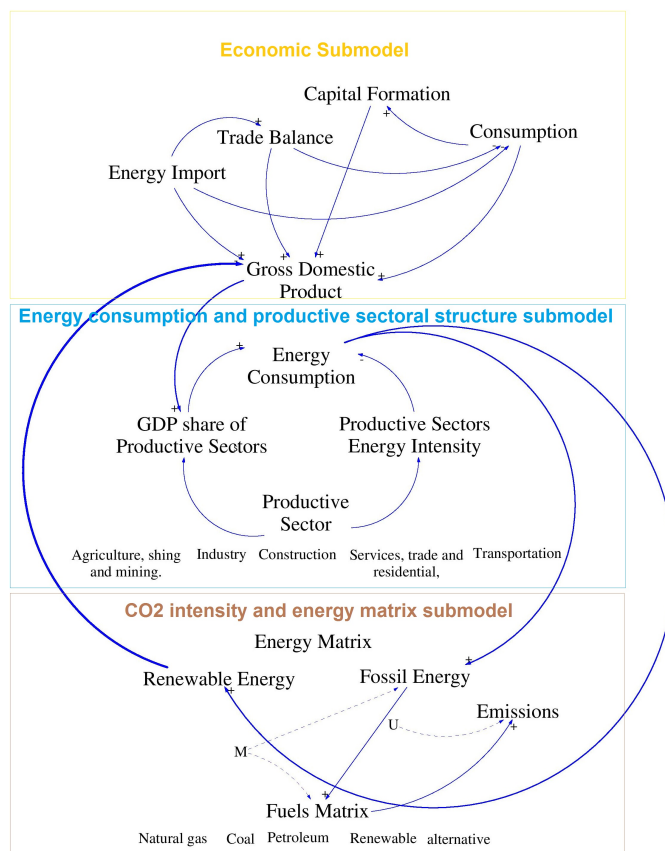 Economic Submodel
Capital Formation
+
Consumption
+
Trade Balance
Energy Import
+
+
+
Gross Domestic
+
Product
Energy consumption and productive sectoral structure submodel
+
Energy
Consumption
-
+
GDP share of
Productive Sectors
Productive Sectors
Energy Intensity
Productive
Sector
Agriculture, shing
and mining.
Industry
Construction
Services, trade and
residential,
Transportation
CO2 intensity and energy matrix submodel
Energy Matrix
+
Renewable Energy
+
Fossil Energy
Emissions
+
U
M
+
Fuels Matrix
Natural gas
Coal
Petroleum
Renewable
alternative